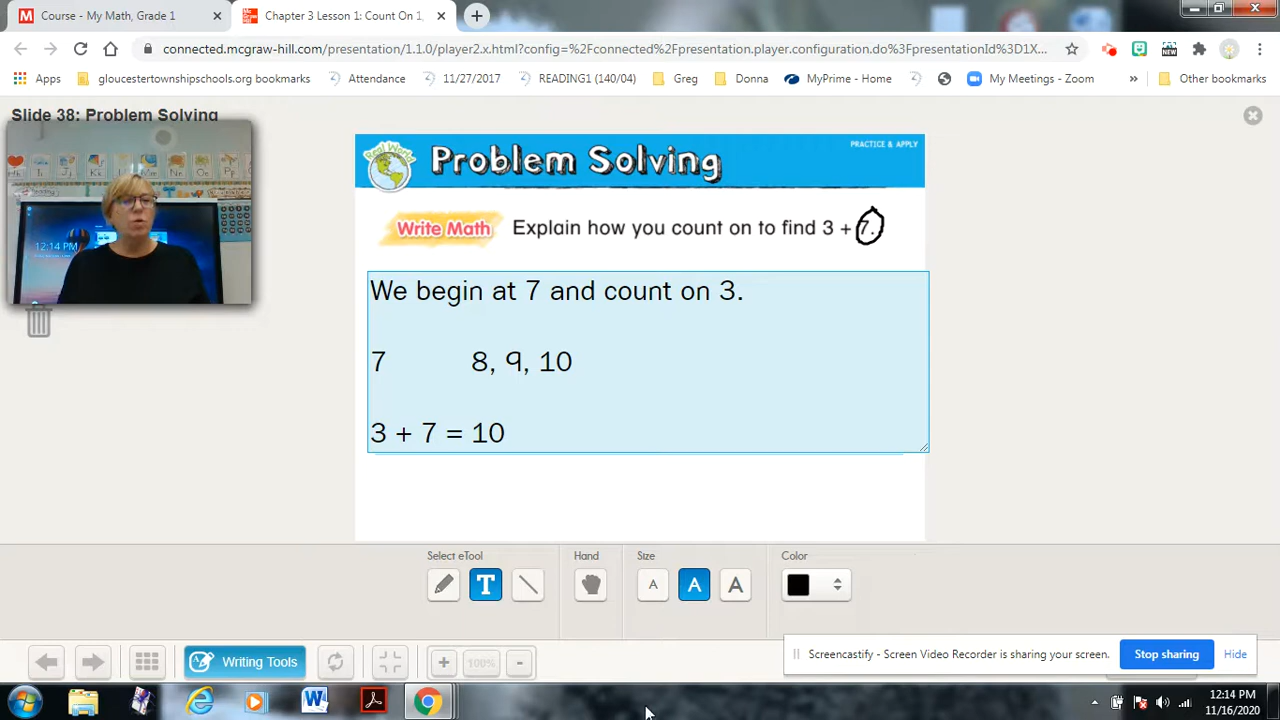 Course - My Math, Grade 1
Chapter 3 Lesson 1: Count On 1,
connected.mcgraw-hill.com/presentation/1.1.0/player2.x.html?config=%2Fconnected%2Fpresentation.player.configuration.do%3FpresentationId%3D1X...
Apps gloucestertownshipschools.org bookmarks Attendance 11/27/2017 READING1 (140/04) Greg Donna MyPrime - Home My Meetings - Zoom » Other bookmarks
Slide 38: Problem Solving
Real World
Problem Solving
PRACTICE & APPLY
Write Math Explain how you count on to find 3 + 7.
We begin at 7 and count on 3.
7 8, 9, 10
3 + 7 = 10
12:14 PM
Select eTool Hand Size Color
T A A A
Writing Tools
+ 100% -
Screencastify - Screen Video Recorder is sharing your screen. Stop sharing Hide
12:14 PM
11/16/2020